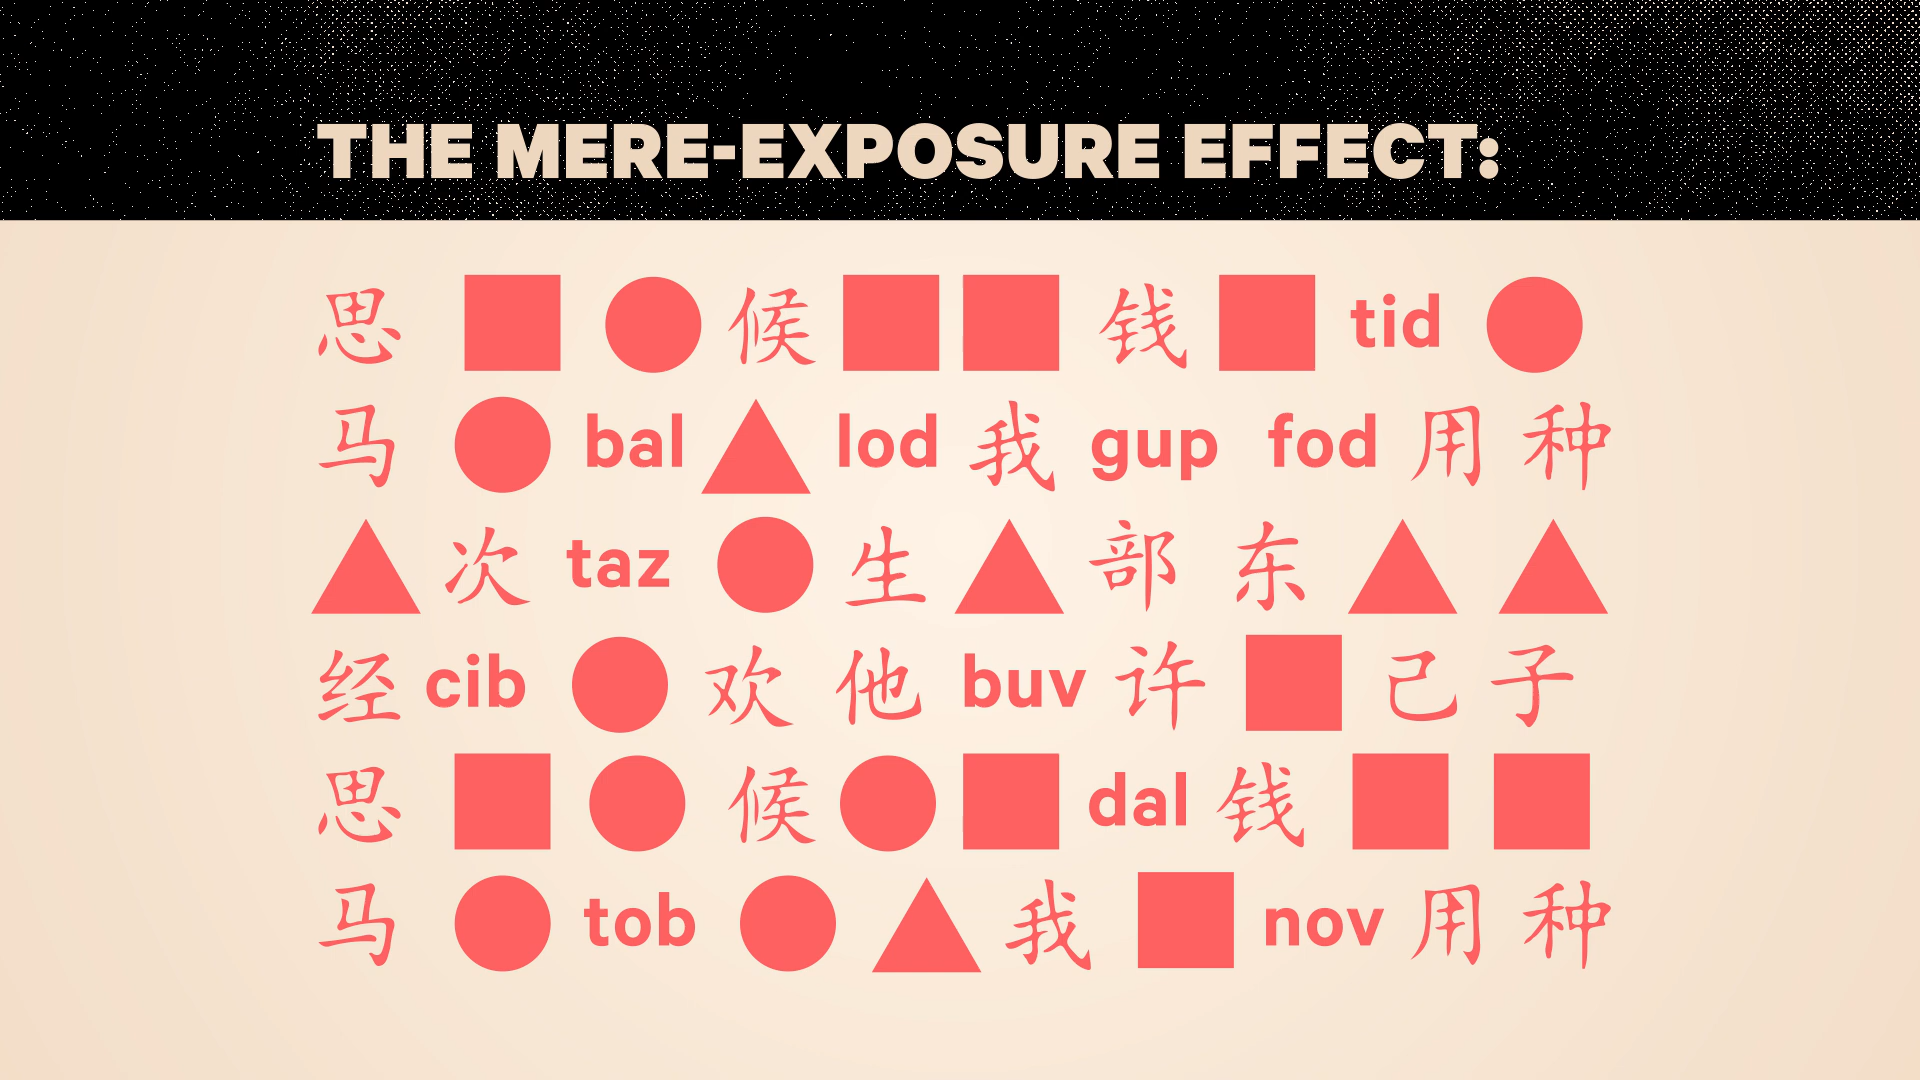 THE MERE-EXPOSURE EFFECT:
思 候 钱 tid
马 bal lod 我 gup fod 用 种
次 taz 生 部 东
经 cib 欢 他 buv 许 己 子
思 候 dal 钱
马 tob 我 nov 用 种